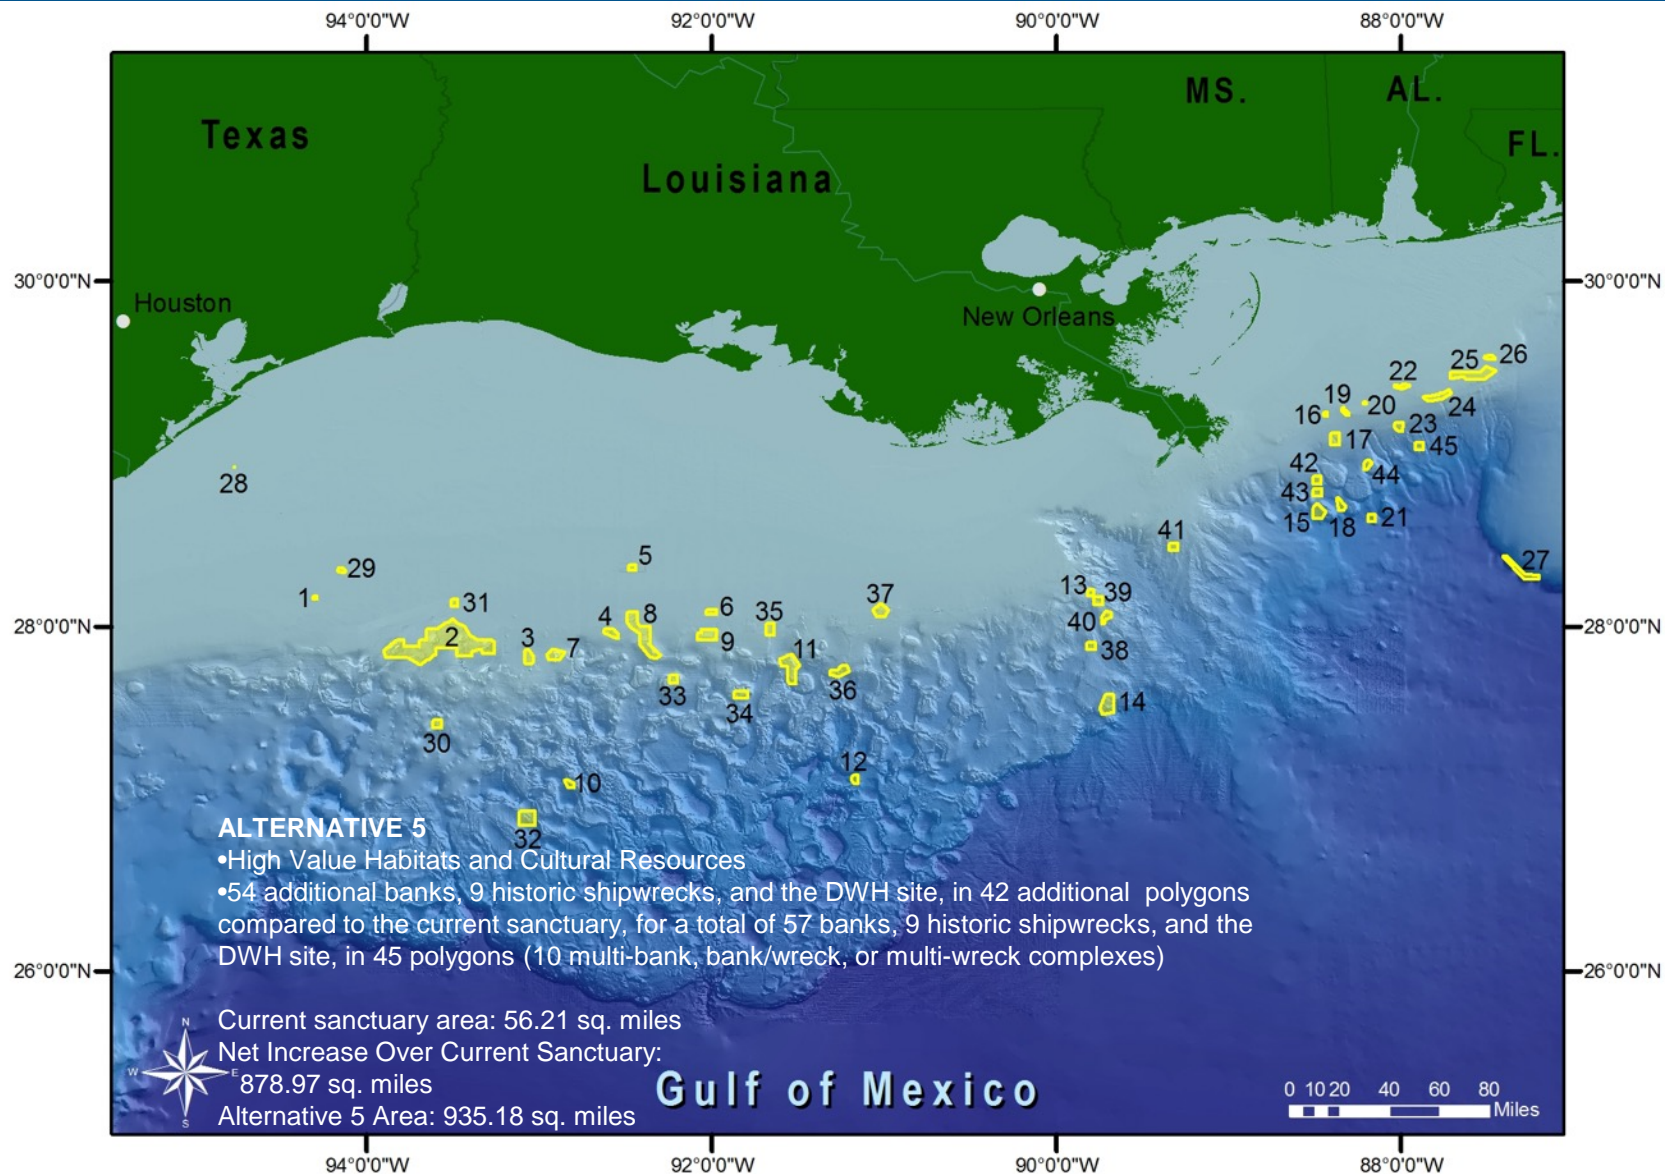 94°0'0"W 92°0'0"W 90°0'0"W 88°0'0"W
MS. AL.
Texas FL.
Louisiana
30°0'0"N 30°0'0"N
Houston
New Orleans
25 26
22
19 20 24
16 23
17 45
28 42 44
43
15 18 21
41
5 27
29 13 39
1 31 37
6 35
4 8 40
28°0'0"N 28°0'0"N
2 3 7 9 11 38
33 34 36 14
30
12
10
32
ALTERNATIVE 5
•High Value Habitats and Cultural Resources
•54 additional banks, 9 historic shipwrecks, and the DWH site, in 42 additional polygons
compared to the current sanctuary, for a total of 57 banks, 9 historic shipwrecks, and the
DWH site, in 45 polygons (10 multi-bank, bank/wreck, or multi-wreck complexes)
26°0'0"N 26°0'0"N
Current sanctuary area: 56.21 sq. miles
Net Increase Over Current Sanctuary:
878.97 sq. miles
Alternative 5 Area: 935.18 sq. miles
N
W E
S
Gulf of Mexico
0 10 20 40 60 80
Miles
94°0'0"W 92°0'0"W 90°0'0"W 88°0'0"W